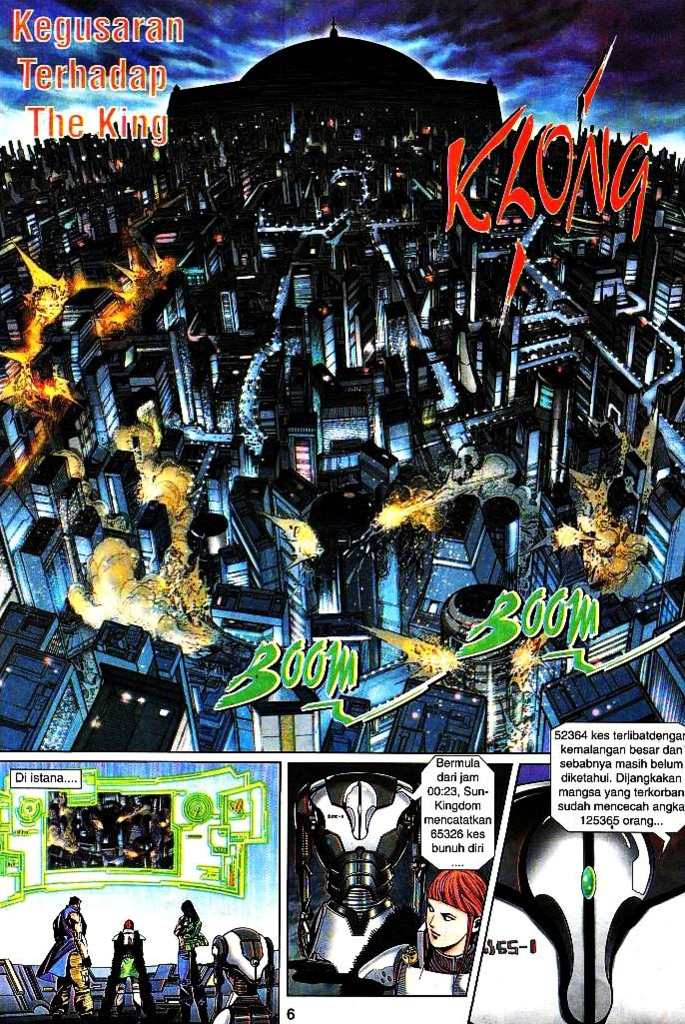 Kegusaran
Terhadap
The King
KLONG
BOOM
BOOM
Di istana....
Bermula
dari jam
00:23, Sun-
Kingdom
mencatatkan
65326 kes
bunuh diri
....
52364 kes terlibatdengar
kemalangan besar dan
sebabnya masih belum
diketahui. Dijangkakan
mangsa yang terkorban
sudah mencecah angka
125365 orang...
6